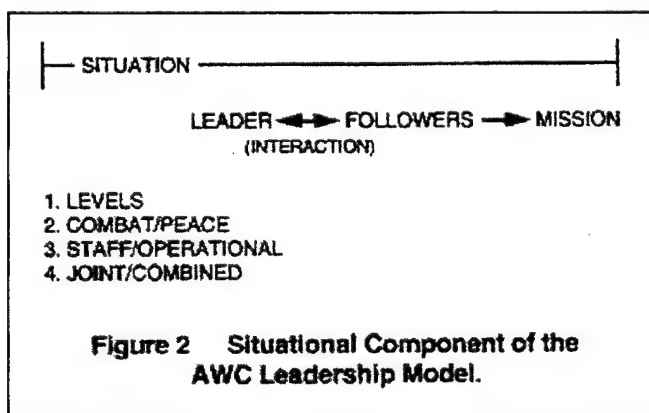 SITUATION
LEADER ↔ FOLLOWERS → MISSION
(INTERACTION)
1. LEVELS
2. COMBAT/PEACE
3. STAFF/OPERATIONAL
4. JOINT/COMBINED
Figure 2 Situational Component of the
AWC Leadership Model.